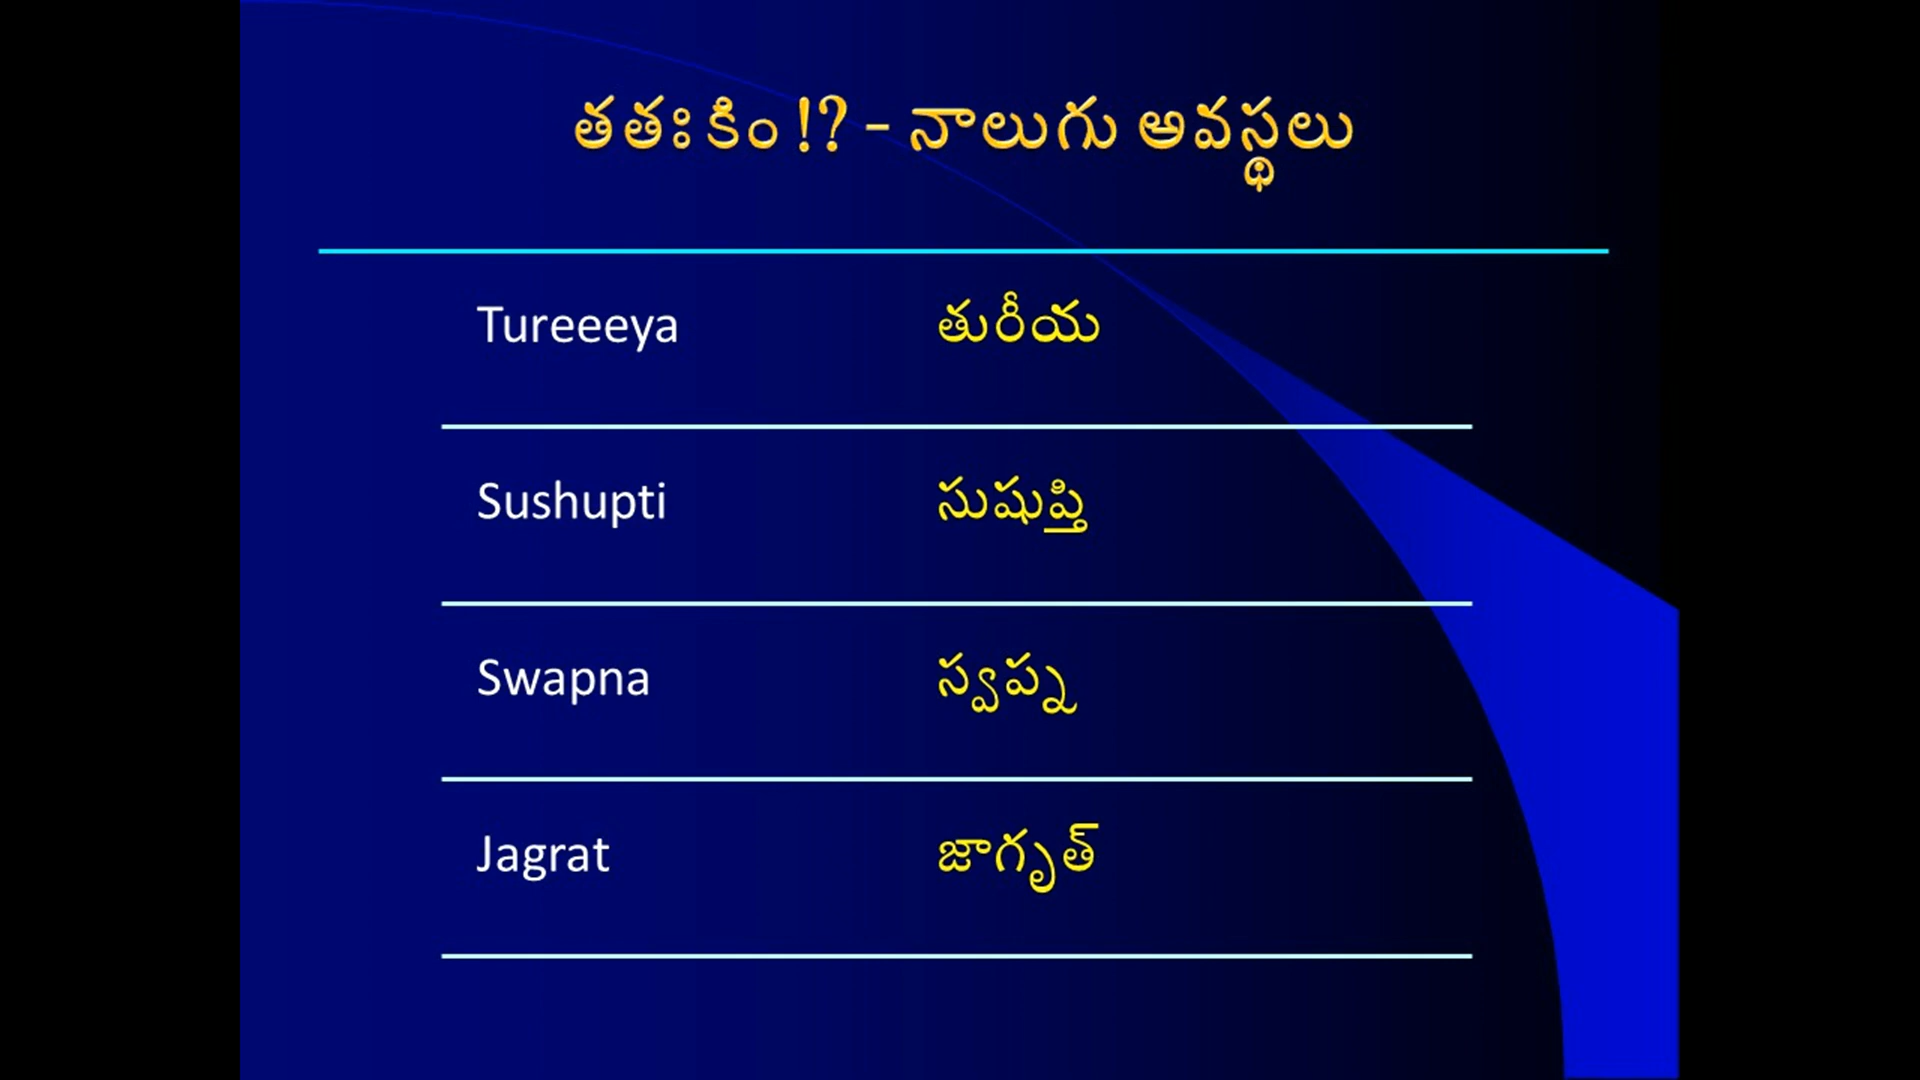 తతః కిం !? - నాలుగు అవస్థలు
Tureeeya తురీయ
Sushupti సుషుప్తి
Swapna స్వప్న
Jagrat జాగృత్